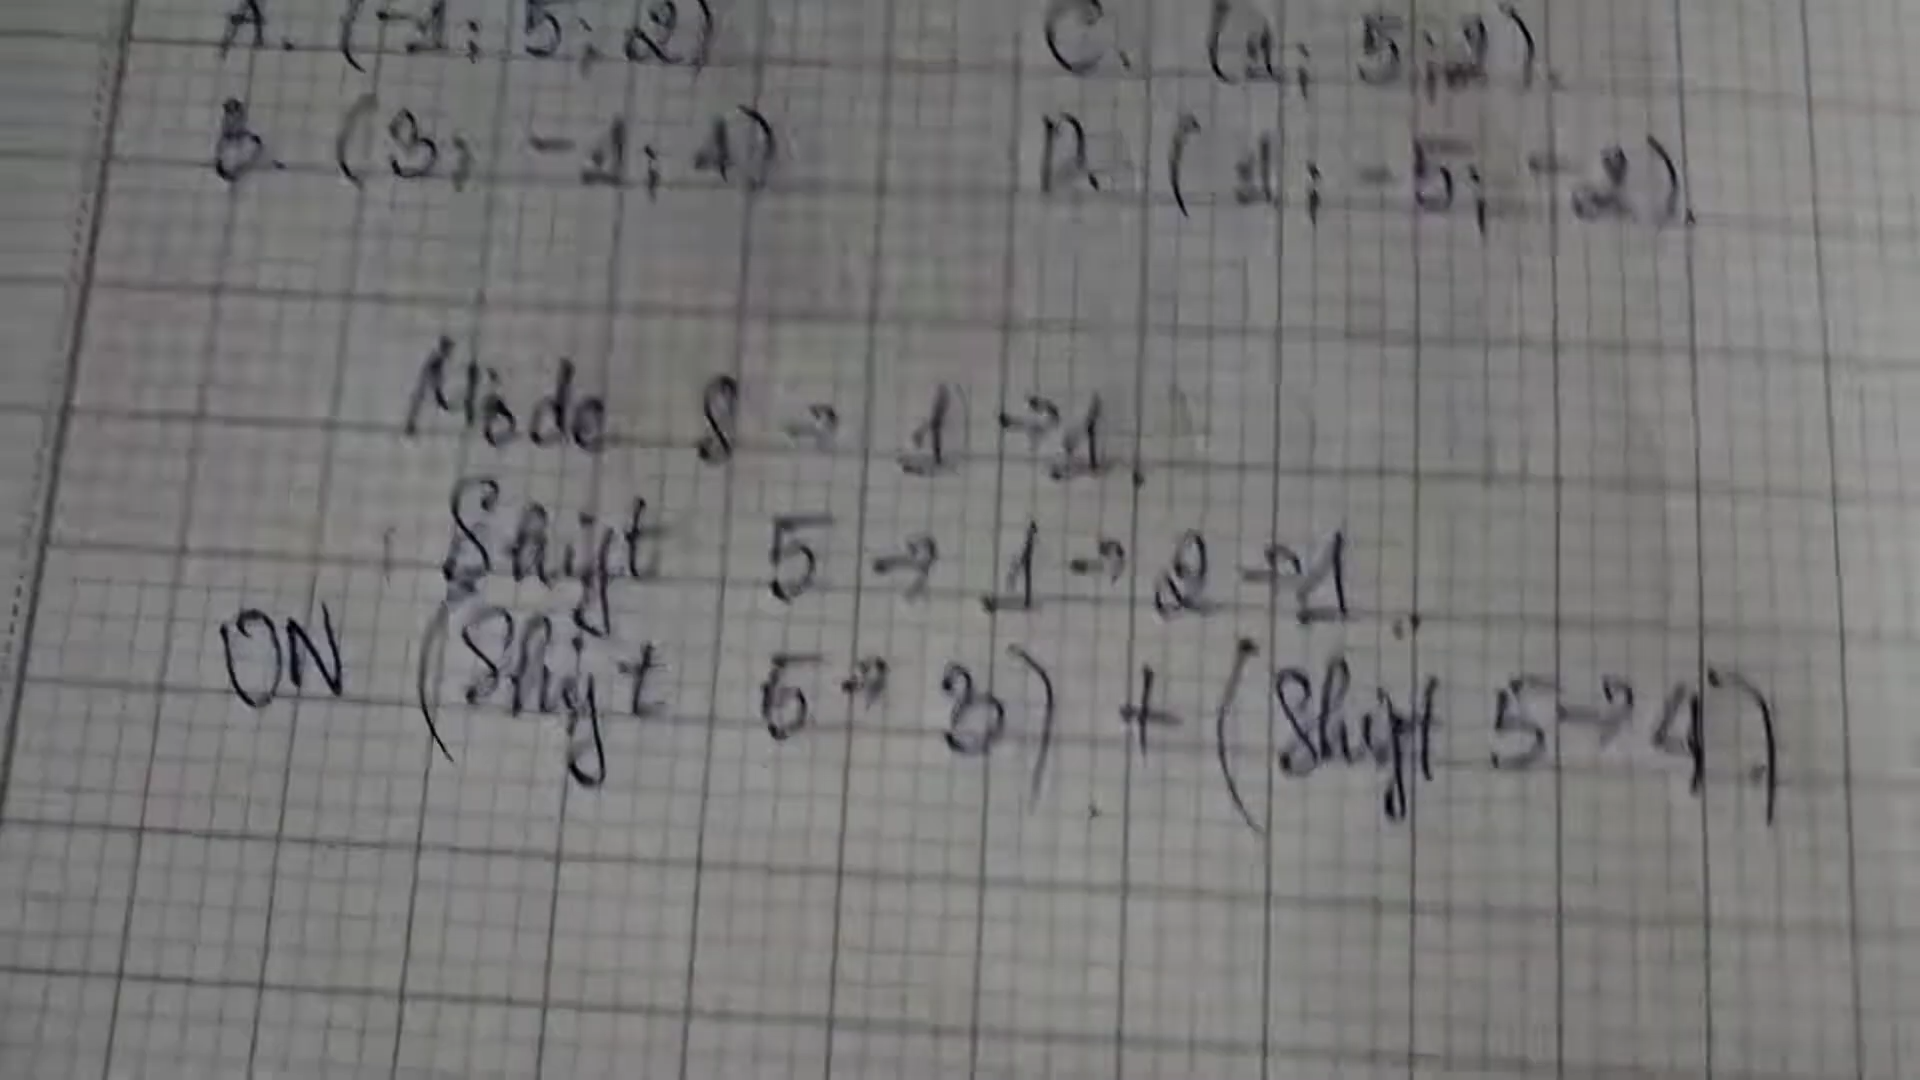 A. (-1; 5; 2) C. (1; 5; 2).
B. (3; -1; 1) D. (1; -5; -2).
Mode 8 → 1 → 1.
Shift 5 → 1 → 2 → 1.
ON (Shift 5 → 3) + (Shift 5 → 4)